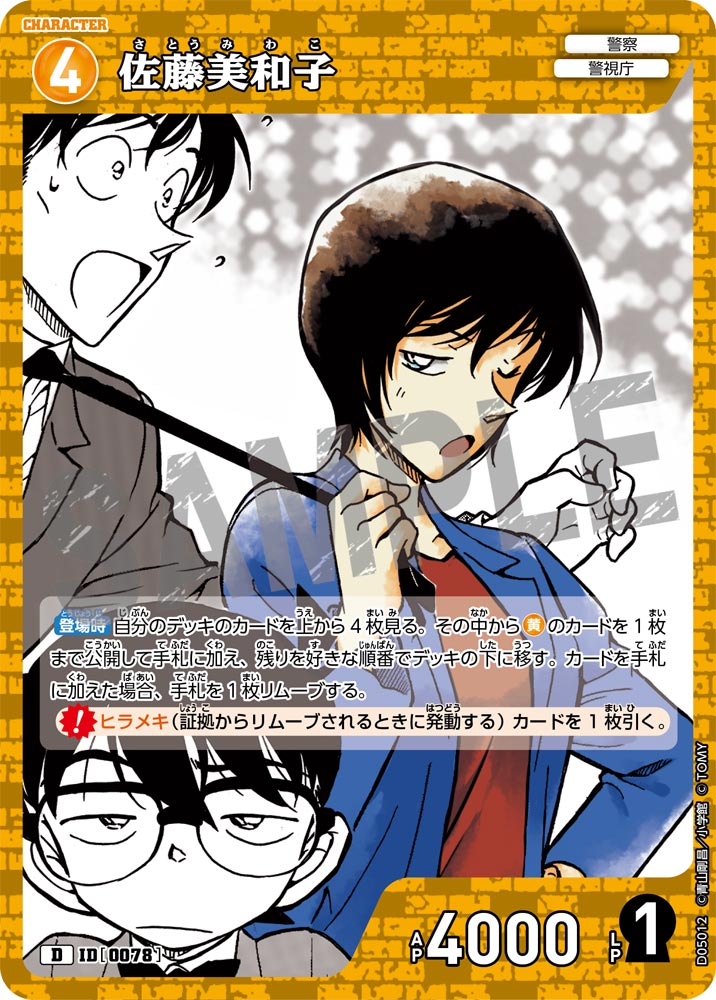 CHARACTER
4
さとうみわこ
佐藤美和子
警察
警視庁
SAMPLE
登場時 自分のデッキのカードを上から4枚見る。その中から黄のカードを1枚
まで公開して手札に加え、残りを好きな順番でデッキの下に移す。カードを手札
に加えた場合、手札を1枚リムーブする。
ヒラメキ(証拠からリムーブされるときに発動する)カードを1枚引く。
D ID[0078]
AP 4000
LP 1
D05012 ©青山剛昌/小学館 © TOMY